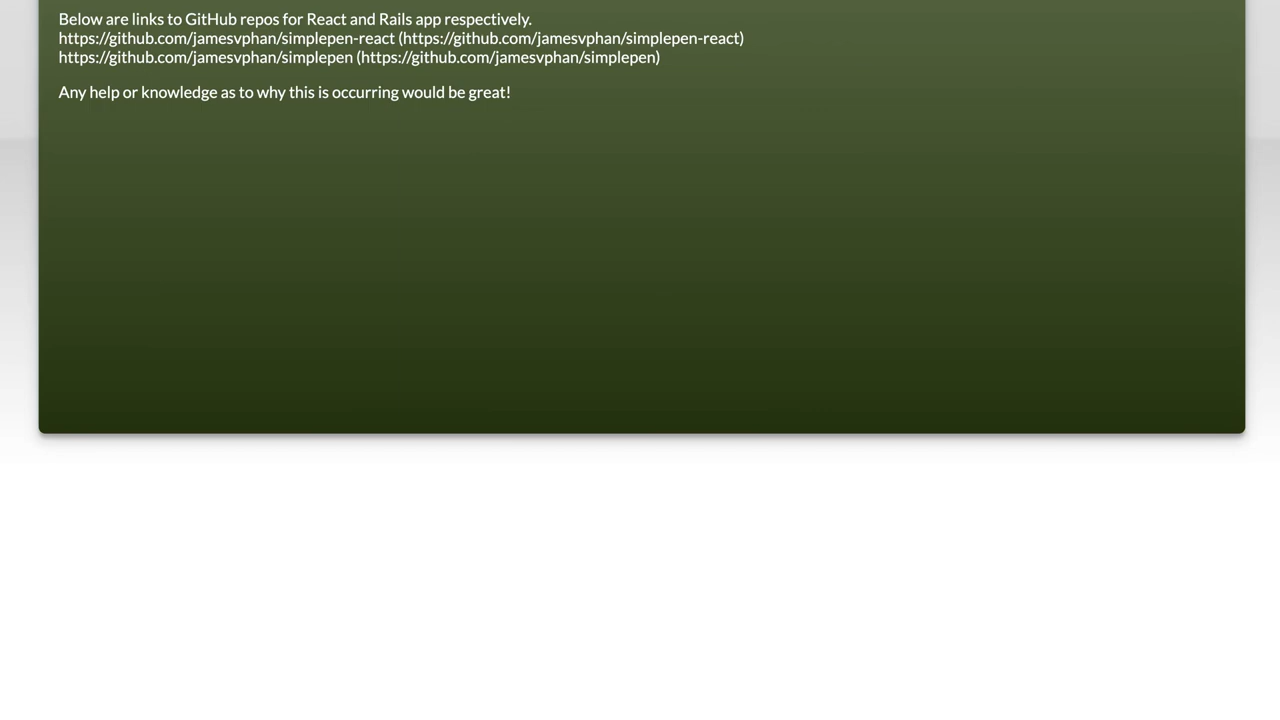 Below are links to GitHub repos for React and Rails app respectively.
https://github.com/jamesvphan/simplepen-react (https://github.com/jamesvphan/simplepen-react)
https://github.com/jamesvphan/simplepen (https://github.com/jamesvphan/simplepen)
Any help or knowledge as to why this is occurring would be great!